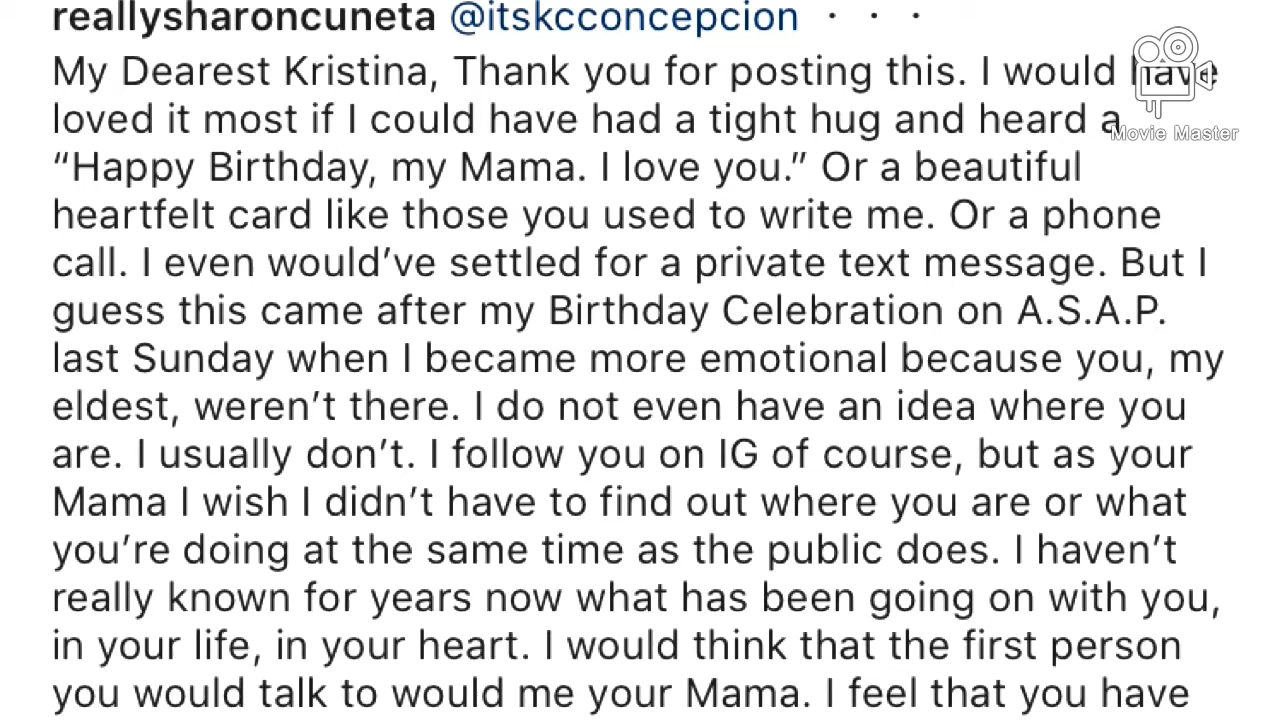 reallysharoncuneta @itskcconcepcion · · ·
My Dearest Kristina, Thank you for posting this. I would have
loved it most if I could have had a tight hug and heard a
“Happy Birthday, my Mama. I love you.” Or a beautiful
heartfelt card like those you used to write me. Or a phone
call. I even would’ve settled for a private text message. But I
guess this came after my Birthday Celebration on A.S.A.P.
last Sunday when I became more emotional because you, my
eldest, weren’t there. I do not even have an idea where you
are. I usually don’t. I follow you on IG of course, but as your
Mama I wish I didn’t have to find out where you are or what
you’re doing at the same time as the public does. I haven’t
really known for years now what has been going on with you,
in your life, in your heart. I would think that the first person
you would talk to would me your Mama. I feel that you have
Movie Master